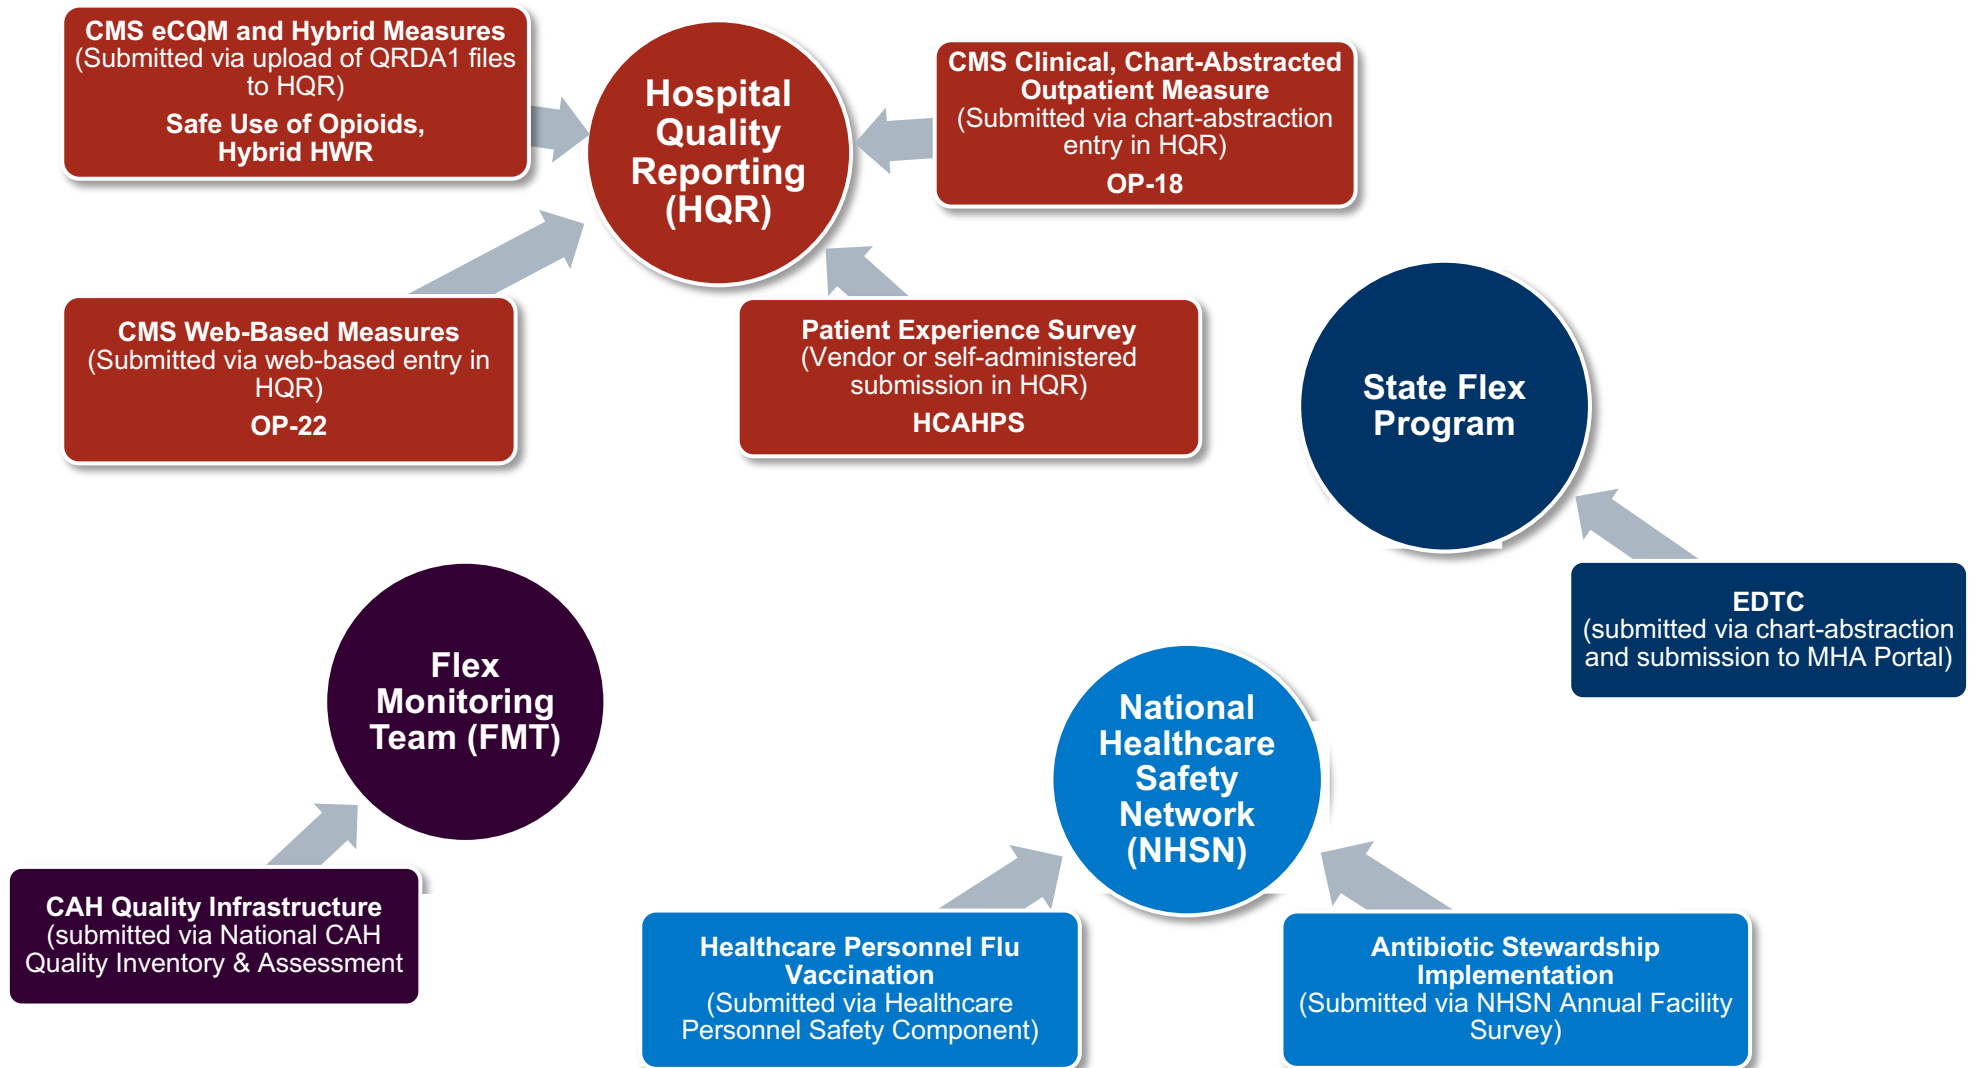 CMS eCQM and Hybrid Measures
(Submitted via upload of QRDA1 files
to HQR)
Safe Use of Opioids,
Hybrid HWR
Hospital
Quality
Reporting
(HQR)
CMS Clinical, Chart-Abstracted
Outpatient Measure
(Submitted via chart-abstraction
entry in HQR)
OP-18
CMS Web-Based Measures
(Submitted via web-based entry in
HQR)
OP-22
Patient Experience Survey
(Vendor or self-administered
submission in HQR)
HCAHPS
State Flex
Program
EDTC
(submitted via chart-abstraction
and submission to MHA Portal)
Flex
Monitoring
Team (FMT)
CAH Quality Infrastructure
(submitted via National CAH
Quality Inventory & Assessment
National
Healthcare
Safety
Network
(NHSN)
Healthcare Personnel Flu
Vaccination
(Submitted via Healthcare
Personnel Safety Component)
Antibiotic Stewardship
Implementation
(Submitted via NHSN Annual Facility
Survey)